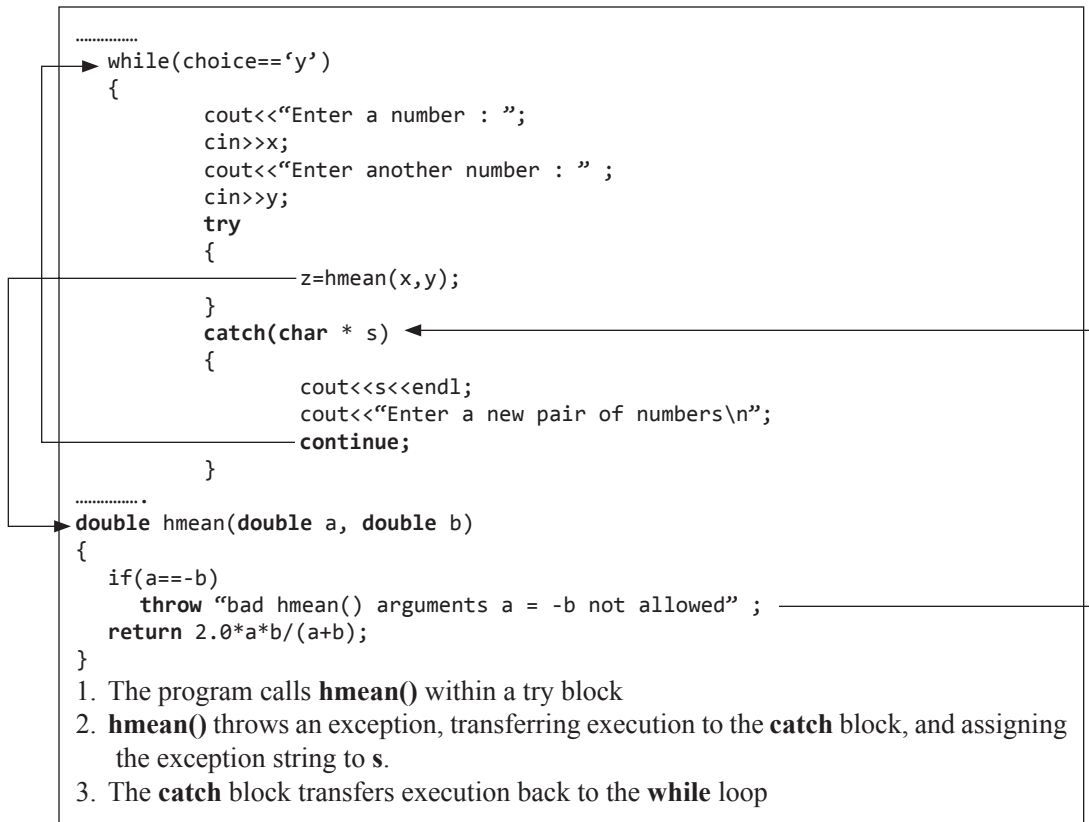 ……………
while(choice==‘y’)
{
cout<<“Enter a number : ”;
cin>>x;
cout<<“Enter another number : ” ;
cin>>y;
try
{
z=hmean(x,y);
}
catch(char * s)
{
cout<<s<<endl;
cout<<“Enter a new pair of numbers\n”;
continue;
}
…………….
double hmean(double a, double b)
{
if(a==-b)
throw “bad hmean() arguments a = -b not allowed” ;
return 2.0*a*b/(a+b);
}
1. The program calls hmean() within a try block
2. hmean() throws an exception, transferring execution to the catch block, and assigning
the exception string to s.
3. The catch block transfers execution back to the while loop